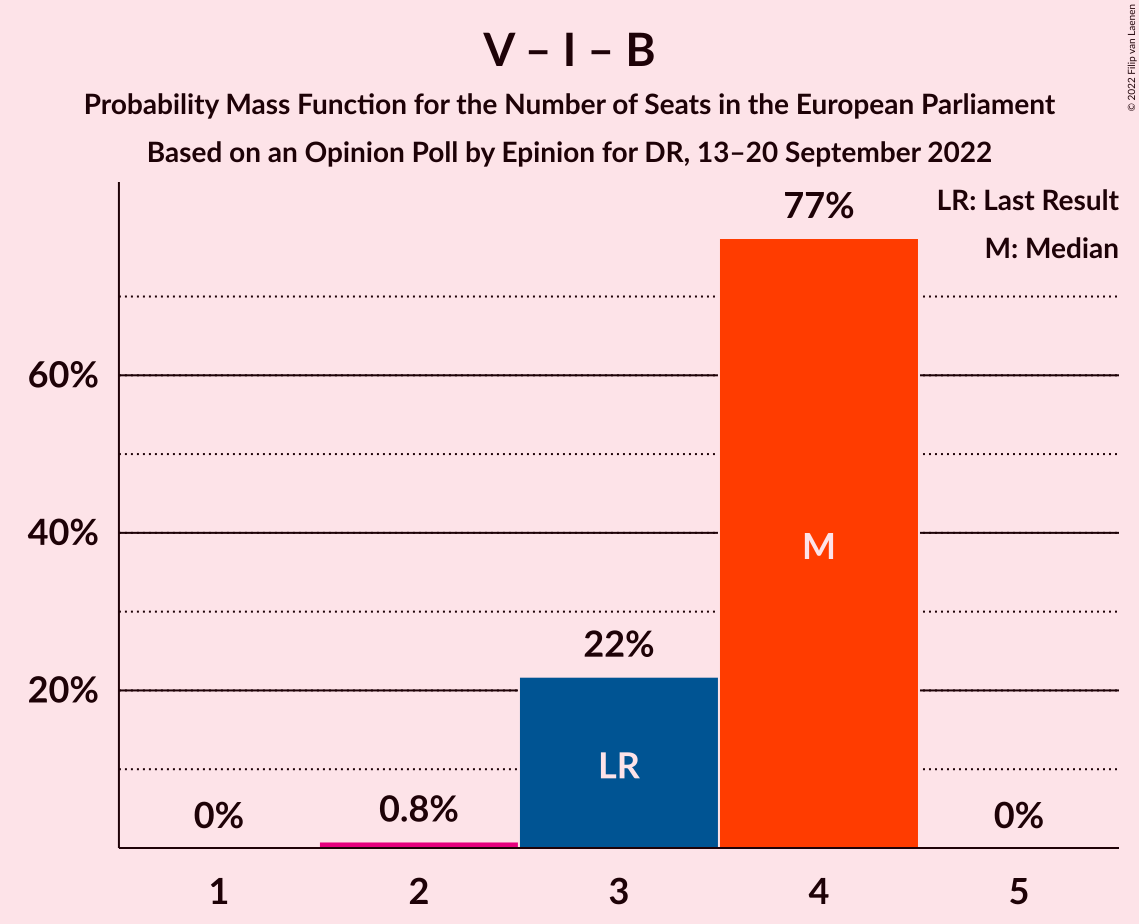 V – I – B
Probability Mass Function for the Number of Seats in the European Parliament
Based on an Opinion Poll by Epinion for DR, 13–20 September 2022
© 2022 Filip van Laenen
LR: Last Result
M: Median
77%
60%
40%
M
22%
20%
LR
0%
0.8%
0%
1
2
3
4
5